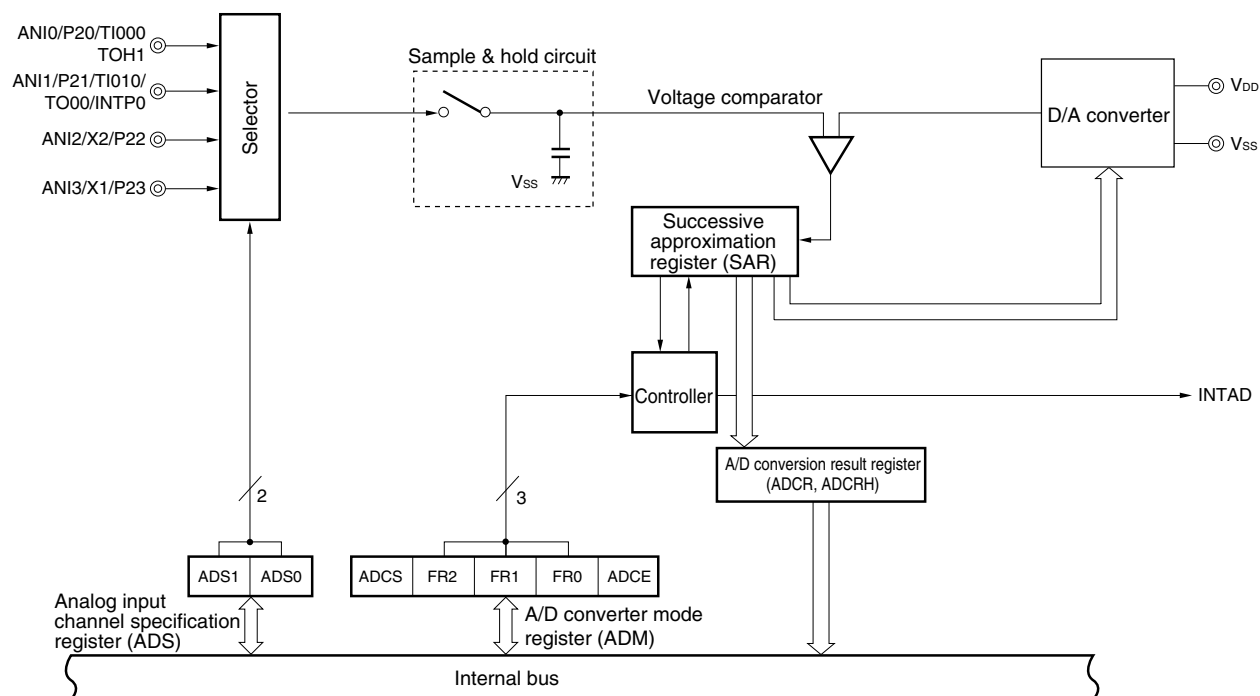 ANI0/P20/TI000
TOH1
ANI1/P21/TI010/
TO00/INTP0
ANI2/X2/P22
ANI3/X1/P23
Selector
Sample & hold circuit
VSS
Voltage comparator
D/A converter
VDD
VSS
Successive
approximation
register (SAR)
Controller
INTAD
A/D conversion result register
(ADCR, ADCRH)
2
3
ADS1 ADS0
ADCS FR2 FR1 FR0 ADCE
Analog input
channel specification
register (ADS)
A/D converter mode
register (ADM)
Internal bus